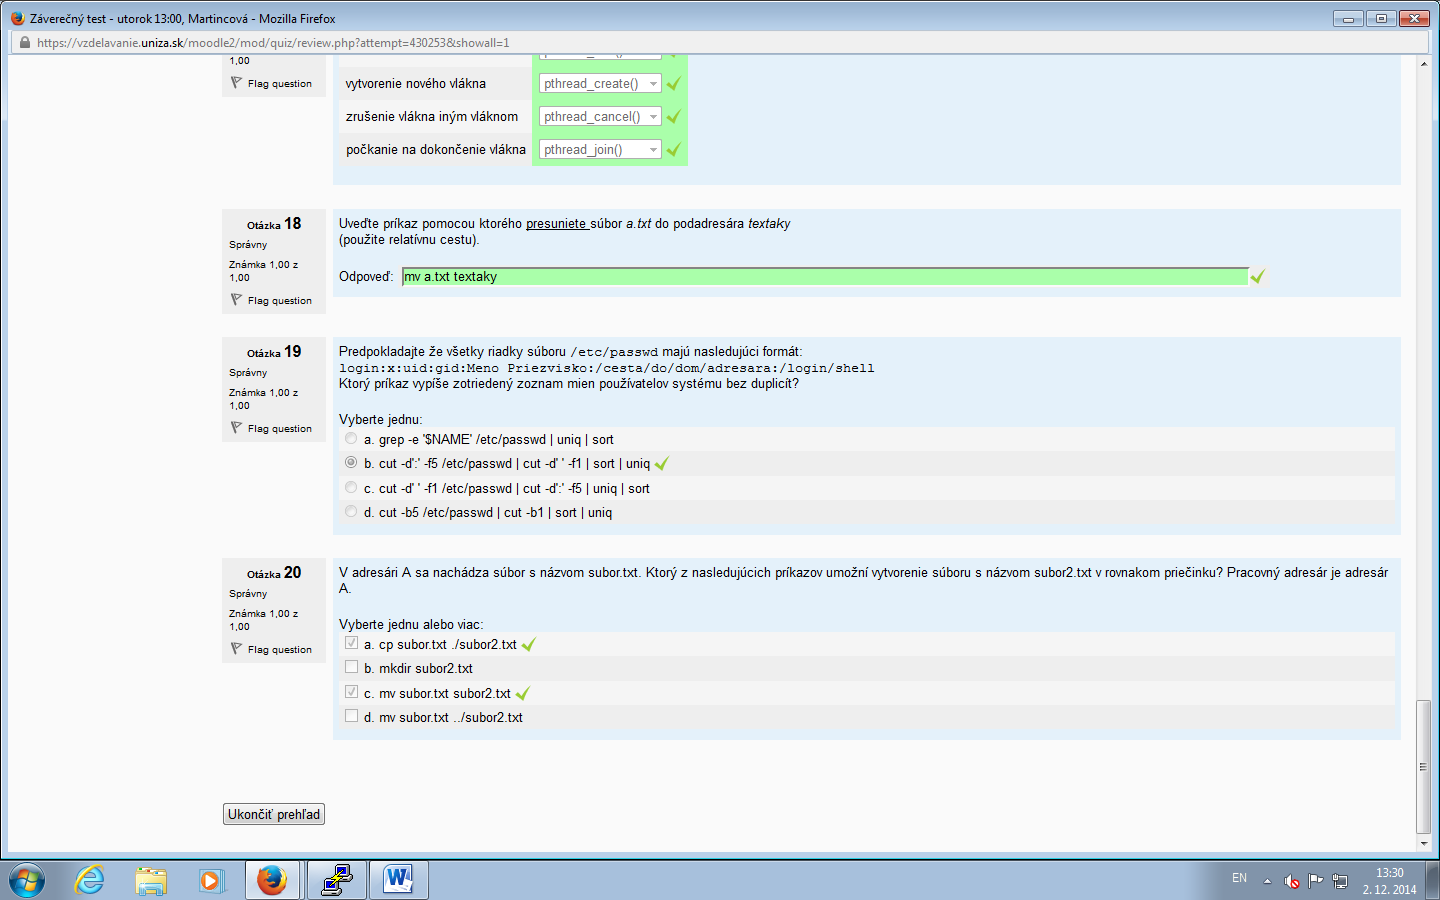 Záverečný test - utorok 13:00, Martincová - Mozilla Firefox
https://vzdelavanie.uniza.sk/moodle2/mod/quiz/review.php?attempt=430253&showall=1
1,00
Flag question
vytvorenie nového vlákna pthread_create()
zrušenie vlákna iným vláknom pthread_cancel()
počkanie na dokončenie vlákna pthread_join()
Otázka 18
Správny
Známka 1,00 z
1,00
Flag question
Uveďte príkaz pomocou ktorého presuniete súbor a.txt do podadresára textaky
(použite relatívnu cestu).
Odpoveď: mv a.txt textaky
Otázka 19
Správny
Známka 1,00 z
1,00
Flag question
Predpokladajte že všetky riadky súboru /etc/passwd majú nasledujúci formát:
login:x:uid:gid:Meno Priezvisko:/cesta/do/dom/adresara:/login/shell
Ktorý príkaz vypíše zotriedený zoznam mien používatelov systému bez duplicít?
Vyberte jednu:
a. grep -e '$NAME' /etc/passwd | uniq | sort
b. cut -d':' -f5 /etc/passwd | cut -d' ' -f1 | sort | uniq
c. cut -d' ' -f1 /etc/passwd | cut -d':' -f5 | uniq | sort
d. cut -b5 /etc/passwd | cut -b1 | sort | uniq
Otázka 20
Správny
Známka 1,00 z
1,00
Flag question
V adresári A sa nachádza súbor s názvom subor.txt. Ktorý z nasledujúcich príkazov umožní vytvorenie súboru s názvom subor2.txt v rovnakom priečinku? Pracovný adresár je adresár
A.
Vyberte jednu alebo viac:
a. cp subor.txt ./subor2.txt
b. mkdir subor2.txt
c. mv subor.txt subor2.txt
d. mv subor.txt ../subor2.txt
Ukončiť prehľad
EN
13:30
2. 12. 2014